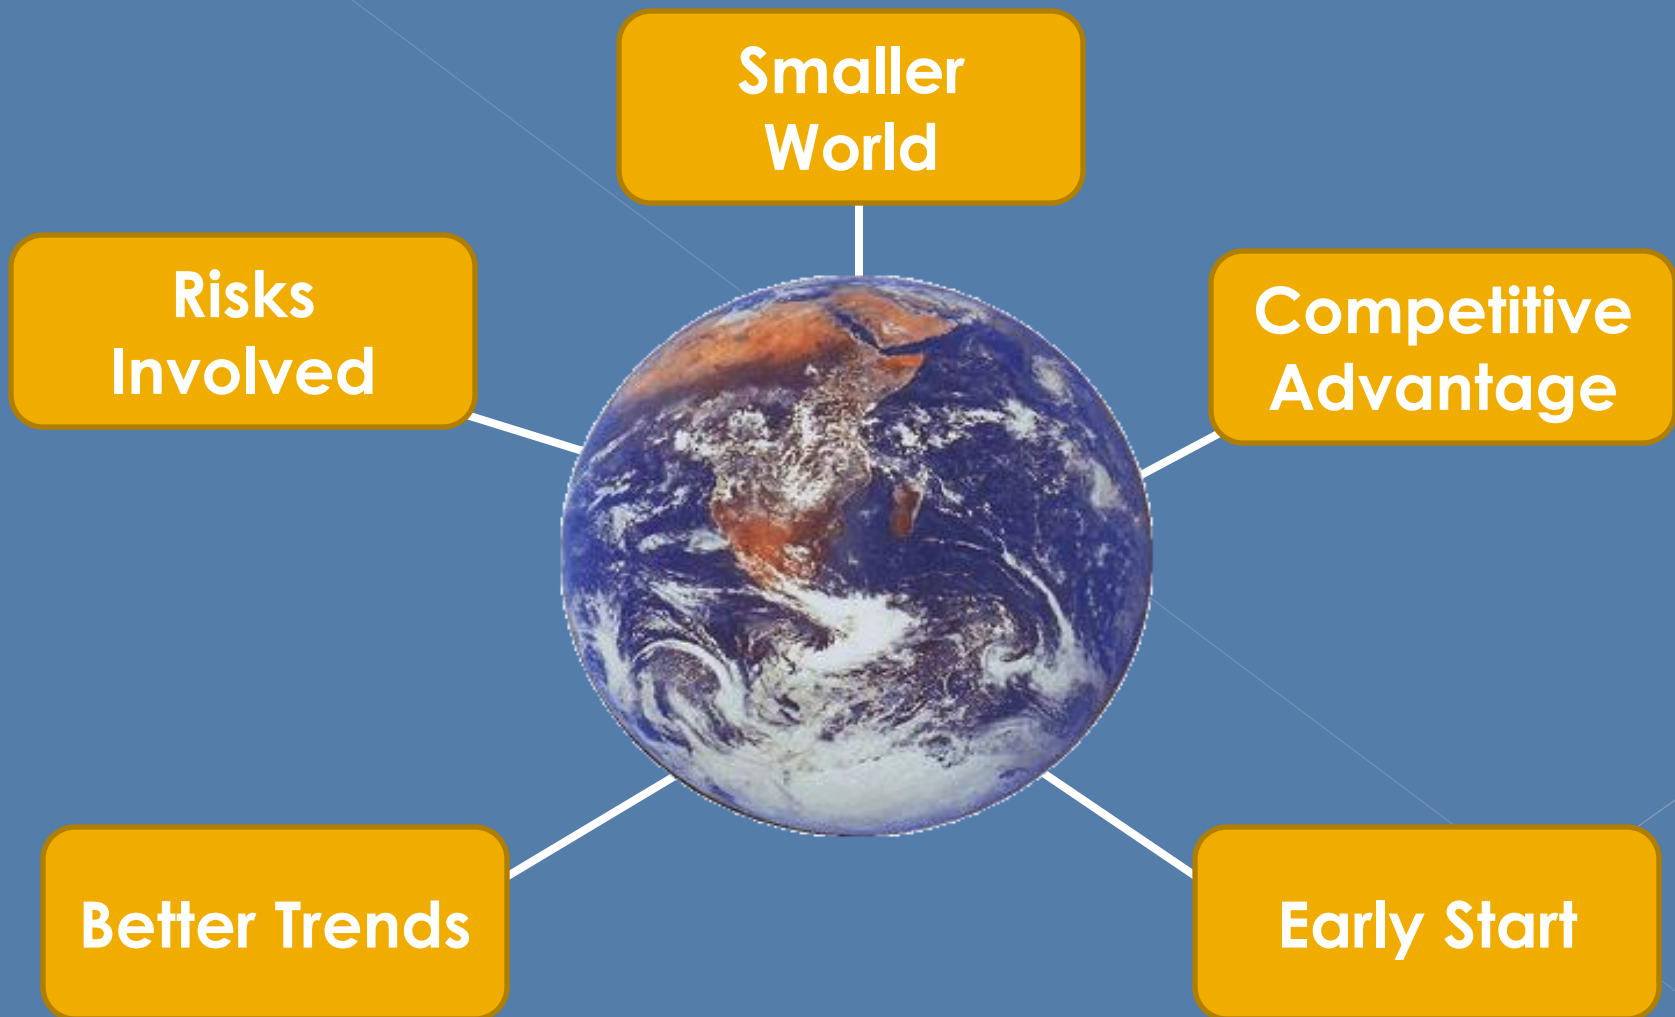 Smaller
World
Risks
Involved
Competitive
Advantage
Better Trends
Early Start